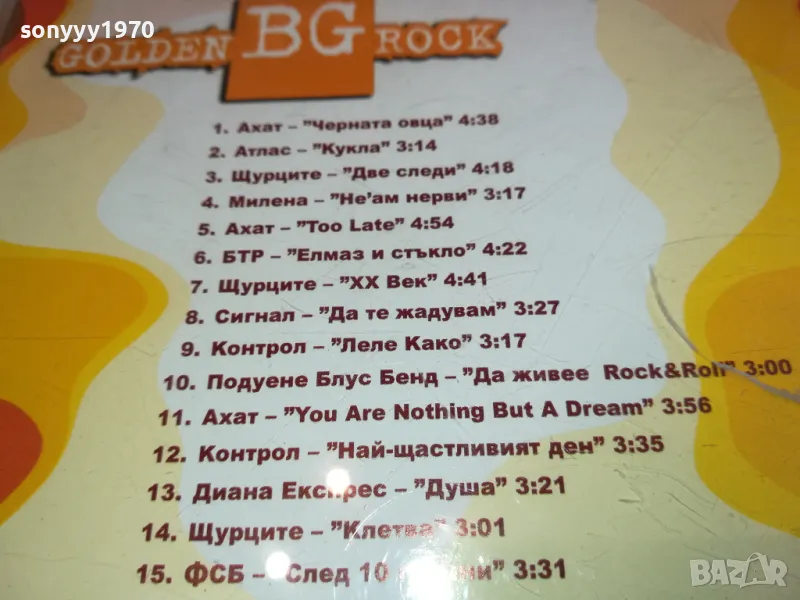 sonyyy1970
GOLDEN BG ROCK
1. Ахат – "Черната овца" 4:38
2. Атлас – "Кукла" 3:14
3. Щурците – "Две следи" 4:18
4. Милена – "Не'ам нерви" 3:17
5. Ахат – "Too Late" 4:54
6. БТР – "Елмаз и стъкло" 4:22
7. Щурците – "XX Век" 4:41
8. Сигнал – "Да те жадувам" 3:27
9. Контрол – "Леле Како" 3:17
10. Подуене Блус Бенд – "Да живее Rock&Roll" 3:00
11. Ахат – "You Are Nothing But A Dream" 3:56
12. Контрол – "Най-щастливият ден" 3:35
13. Диана Експрес – "Душа" 3:21
14. Щурците – "Клетва" 3:01
15. ФСБ – "След 10 3:31
BAZAR